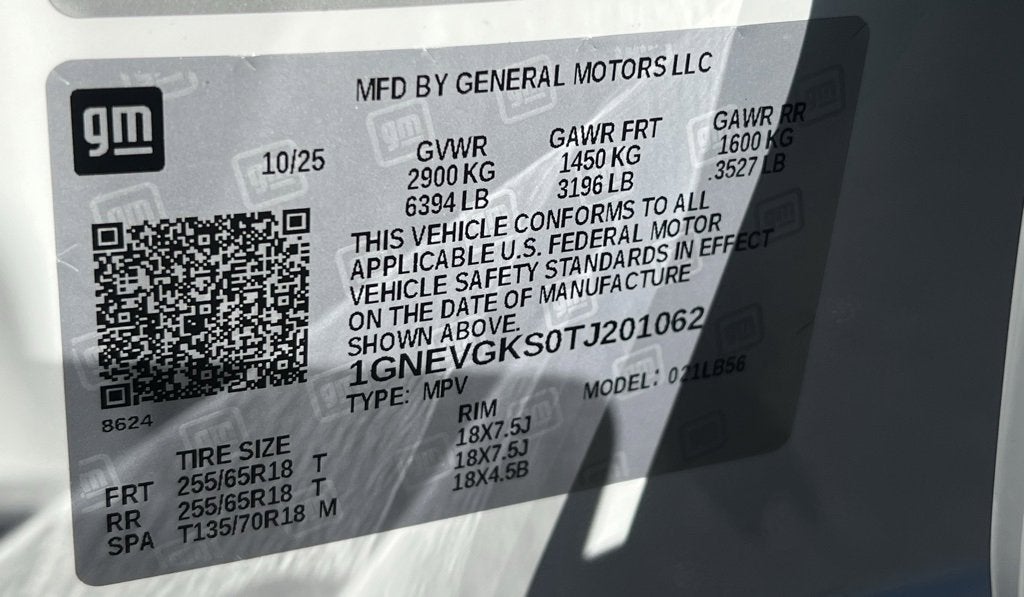 gm
MFD BY GENERAL MOTORS LLC
10/25
GVWR GAWR FRT GAWR RR
2900 KG 1450 KG 1600 KG
6394 LB 3196 LB 3527 LB
THIS VEHICLE CONFORMS TO ALL
APPLICABLE U.S. FEDERAL MOTOR
VEHICLE SAFETY STANDARDS IN EFFECT
ON THE DATE OF MANUFACTURE
SHOWN ABOVE.
1GNEVGKS0TJ201062
TYPE: MPV MODEL: 021LB56
8624
TIRE SIZE RIM
FRT 255/65R18 T 18X7.5J
RR 255/65R18 T 18X7.5J
SPA T135/70R18 M 18X4.5B